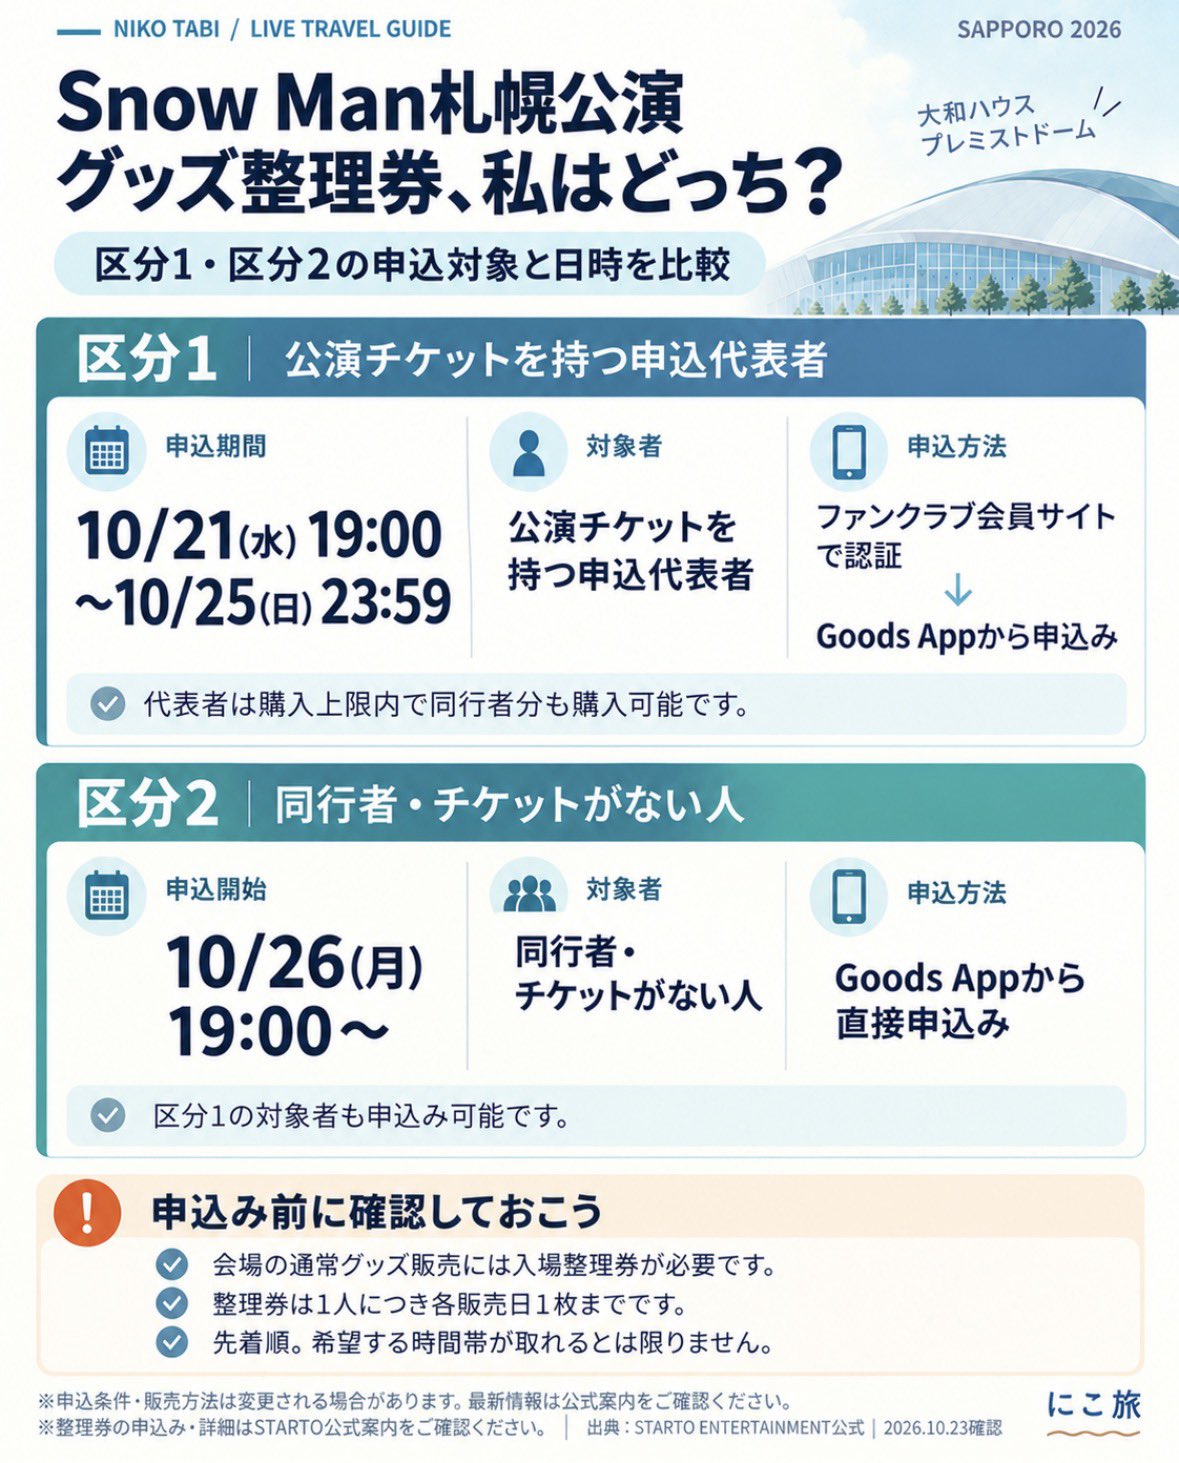 NIKO TABI / LIVE TRAVEL GUIDE
SAPPORO 2026
Snow Man札幌公演
グッズ整理券、私はどっち？
大和ハウス
プレミストドーム
区分1・区分2の申込対象と日時を比較
区分1 | 公演チケットを持つ申込代表者
申込期間
10/21(水) 19:00
〜10/25(日) 23:59
対象者
公演チケットを
持つ申込代表者
申込方法
ファンクラブ会員サイト
で認証
↓
Goods Appから申込み
代表者は購入上限内で同行者分も購入可能です。
区分2 | 同行者・チケットがない人
申込開始
10/26(月)
19:00〜
対象者
同行者・
チケットがない人
申込方法
Goods Appから
直接申込み
区分1の対象者も申込み可能です。
! 申込み前に確認しておこう
会場の通常グッズ販売には入場整理券が必要です。
整理券は1人につき各販売日1枚までです。
先着順。希望する時間帯が取れるとは限りません。
※申込条件・販売方法は変更される場合があります。最新情報は公式案内をご確認ください。
※整理券の申込み・詳細はSTARTO公式案内をご確認ください。 | 出典：STARTO ENTERTAINMENT公式 | 2026.10.23確認
にこ旅